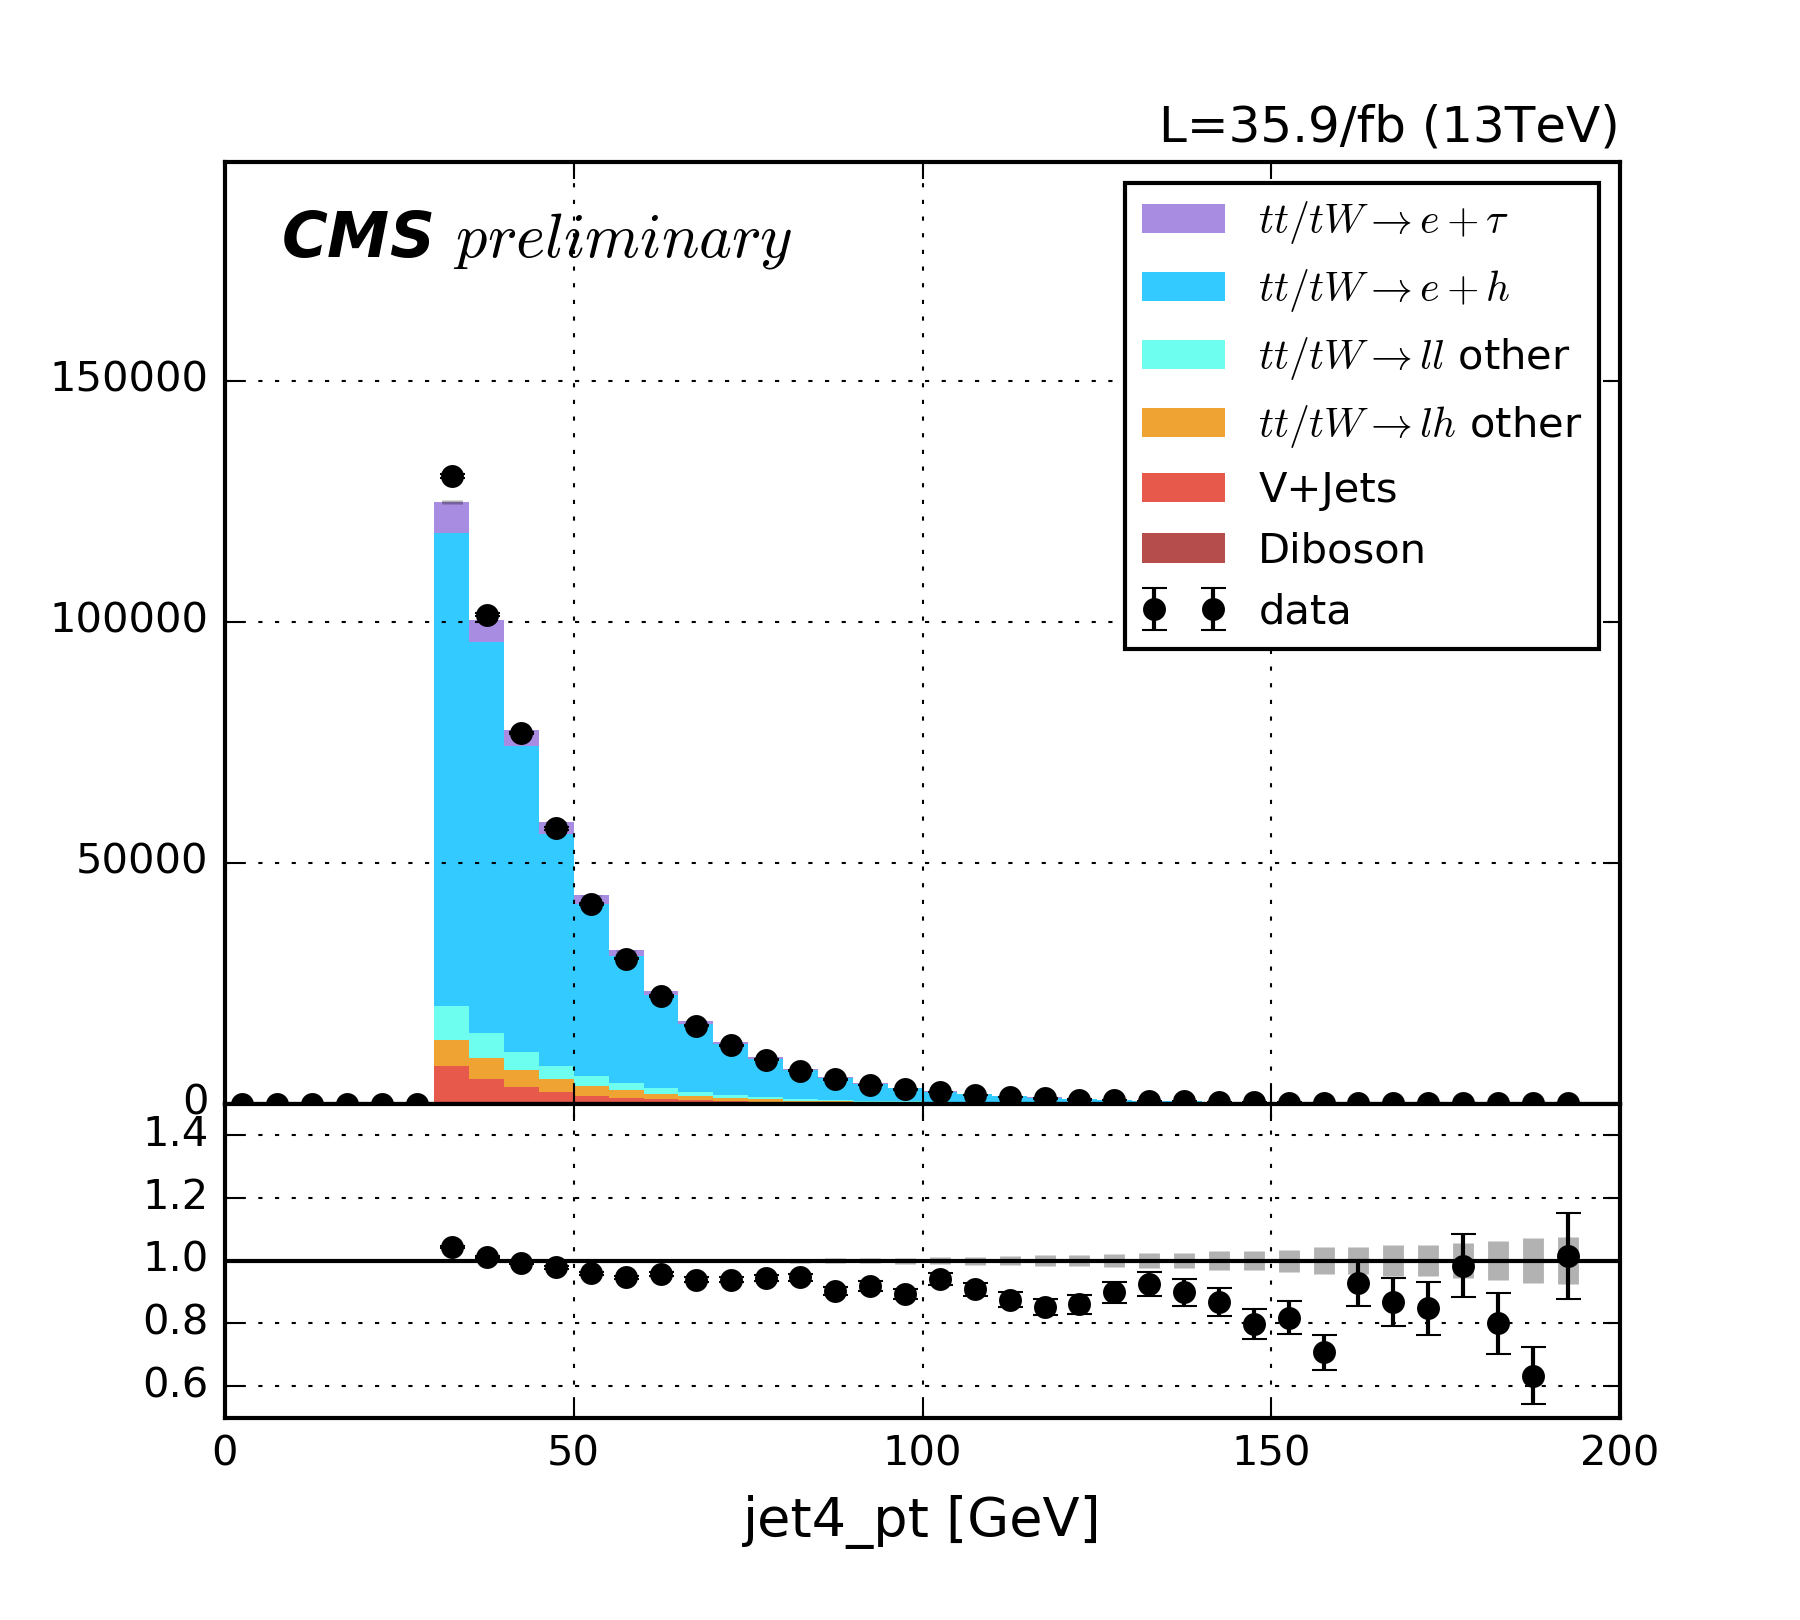 L=35.9/fb (13TeV)
CMS preliminary
tt/tW→e+τ
tt/tW→e+h
tt/tW→ll other
tt/tW→lh other
V+Jets
Diboson
data
150000
100000
50000
0
1.4
1.2
1.0
0.8
0.6
0 50 100 150 200
jet4_pt [GeV]